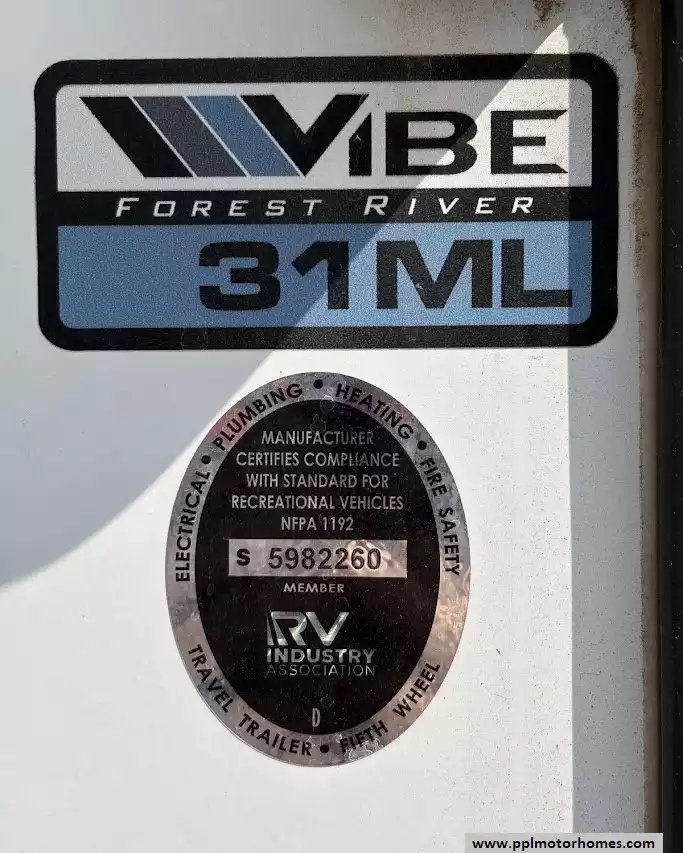 VIBE
FOREST RIVER
31ML
ELECTRICAL • PLUMBING • HEATING • FIRE SAFETY
MANUFACTURER
CERTIFIES COMPLIANCE
WITH STANDARD FOR
RECREATIONAL VEHICLES
NFPA 1192
S 5982260
MEMBER
RV
INDUSTRY
ASSOCIATION
D
TRAVEL TRAILER • FIFTH WHEEL
www.pplmotorhomes.com